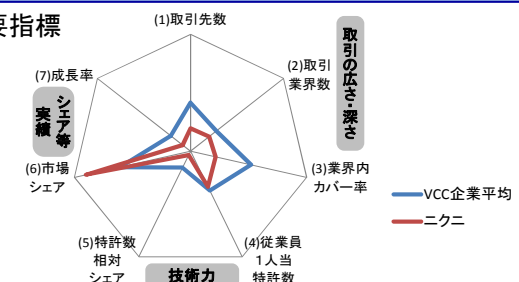 要指標
(1)取引先数
(2)取引
業界数
取引の広さ・深さ
(3)業界内
カバー率
(4)従業員
1人当
特許数
技術力
(5)特許数
相対
シェア
(6)市場
シェア
シェア等
実績
(7)成長率
VCC企業平均
ニクニ